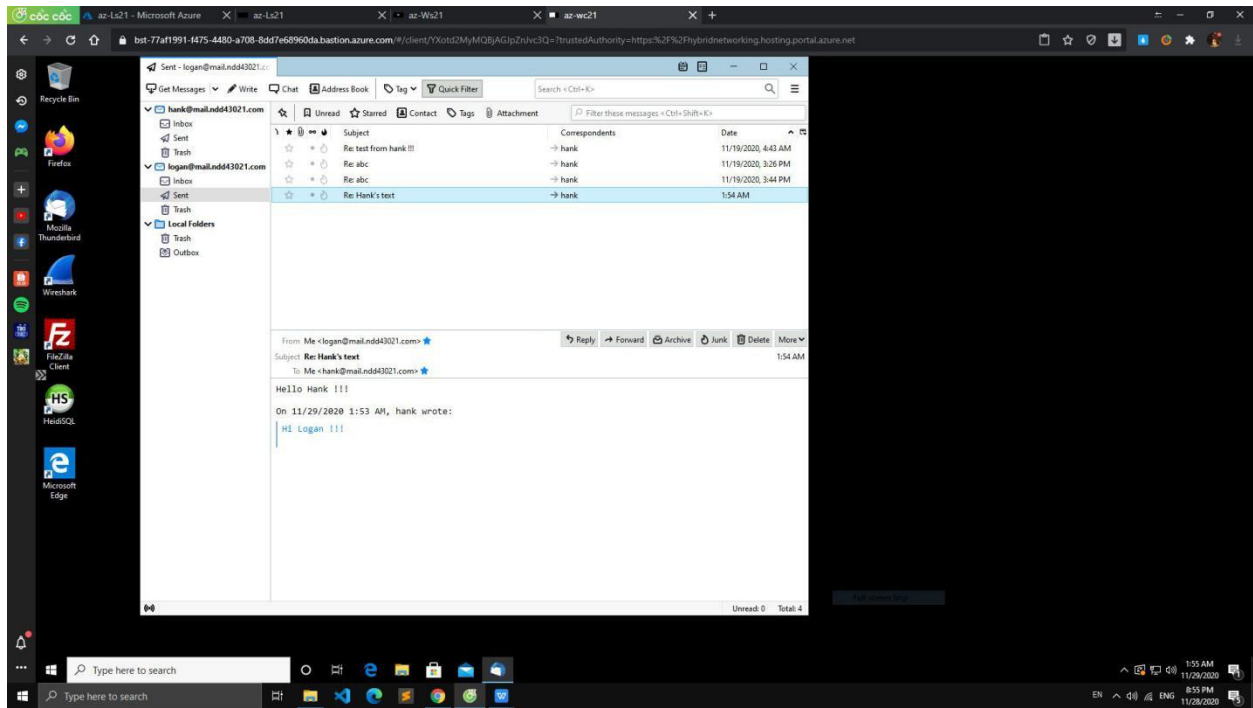 cốc cốc
az-Ls21 - Microsoft Azure
az-Ls21
az-Ws21
az-wc21
Recycle Bin
Firefox
Mozilla
Thunderbird
Wireshark
FileZilla
Client
HeidiSQL
Microsoft
Edge
Sent - logan@mail.ndd43021.cc
Get Messages Write Chat Address Book Tag Quick Filter Search <Ctrl+K>
hank@mail.ndd43021.com
Inbox
Sent
Trash
logan@mail.ndd43021.com
Inbox
Sent
Trash
Local Folders
Trash
Outbox
Unread Starred Contact Tags Attachment Filter these messages <Ctrl+Shift+K>
Subject Correspondents Date
Re: test from hank !!! hank 11/19/2020, 4:43 AM
Re: abc hank 11/19/2020, 3:26 PM
Re: abc hank 11/19/2020, 3:44 PM
Re: Hank's text hank 1:54 AM
From Me <logan@mail.ndd43021.com> Reply Forward Archive Junk Delete More
Subject Re: Hank's text 1:54 AM
To Me <hank@mail.ndd43021.com>
Hello Hank !!!
On 11/29/2020 1:53 AM, hank wrote:
Hi Logan !!!
Unread: 0 Total: 4
Type here to search
1:55 AM
11/29/2020
Type here to search
EN ENG 8:55 PM
11/28/2020